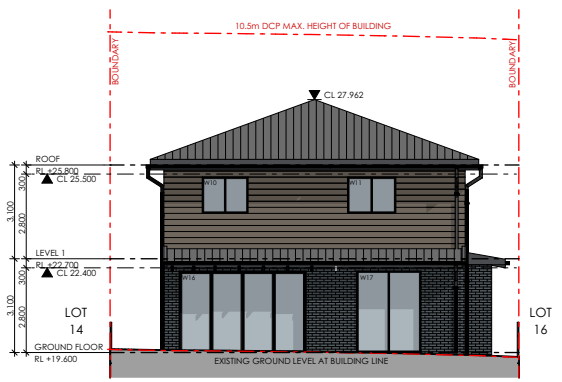 10.5m DCP MAX. HEIGHT OF BUILDING
BOUNDARY
BOUNDARY
CL 27.962
ROOF
RL +25.800
CL 25.500
300
3.100
2.800
W10
W11
LEVEL 1
RL +22.700
CL 22.400
300
3.100
2.800
W16
W17
LOT
14
LOT
16
GROUND FLOOR
RL +19.600
EXISTING GROUND LEVEL AT BUILDING LINE